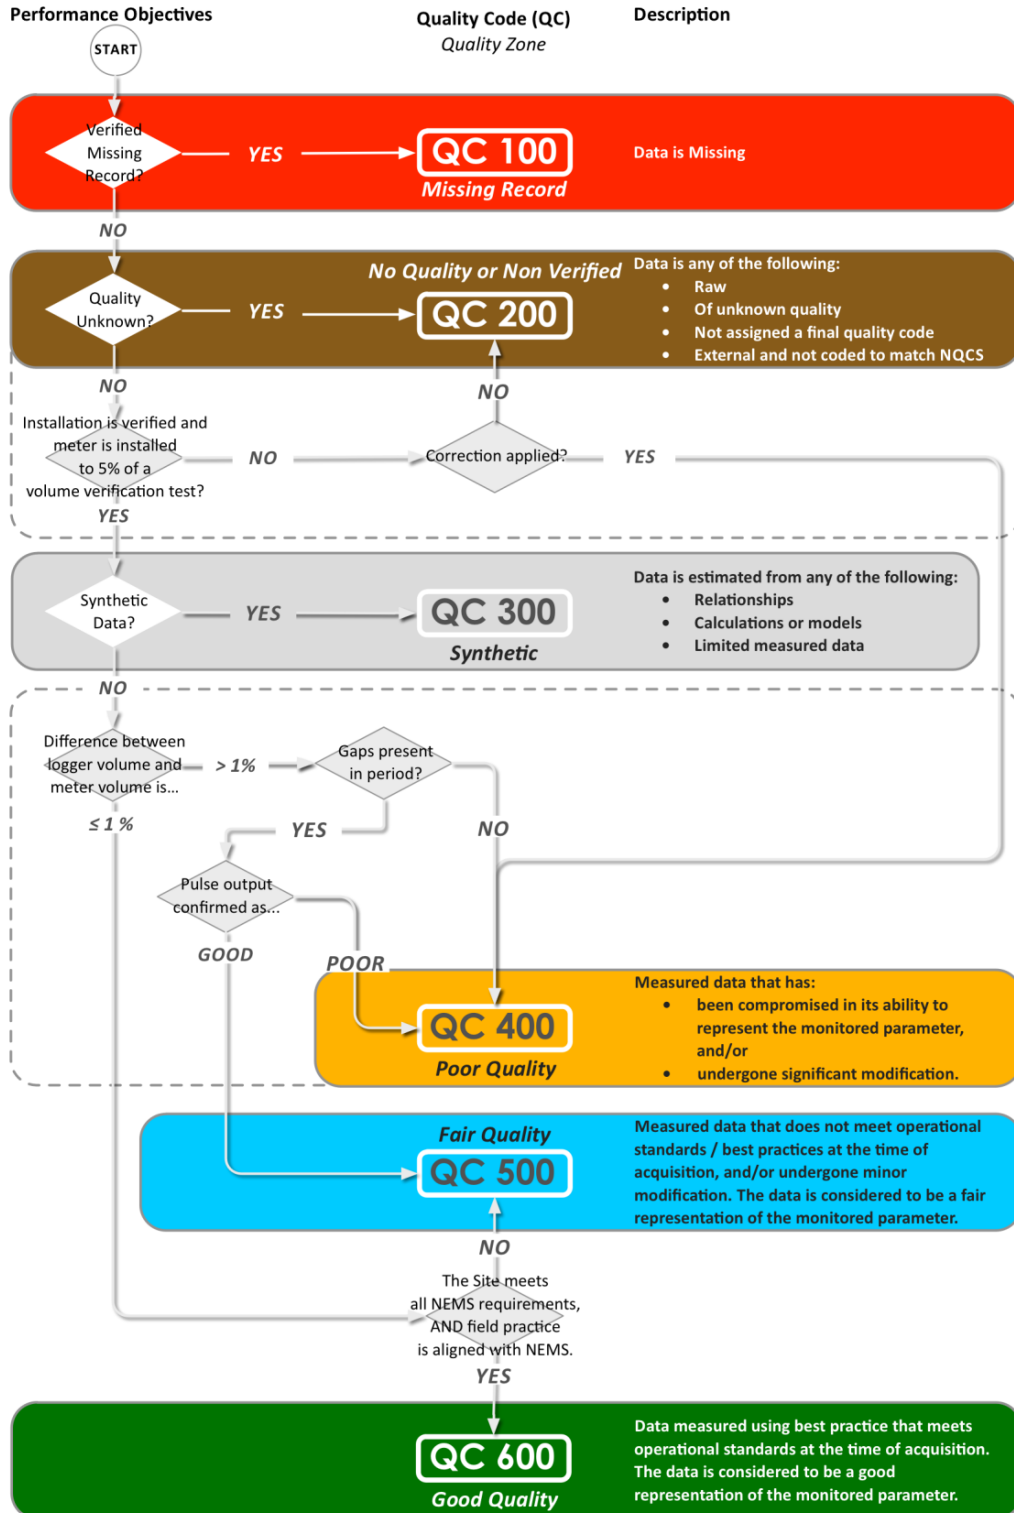 Performance Objectives
Quality Code (QC)
Quality Zone
Description
START
Verified
Missing
Record?
YES
QC 100
Missing Record
Data is Missing
NO
No Quality or Non Verified
Quality
Unknown?
YES
QC 200
Data is any of the following:
• Raw
• Of unknown quality
• Not assigned a final quality code
• External and not coded to match NQCS
NO
NO
Installation is verified and
meter is installed
to 5% of a
volume verification test?
NO
Correction applied?
YES
YES
Synthetic
Data?
YES
QC 300
Synthetic
Data is estimated from any of the following:
• Relationships
• Calculations or models
• Limited measured data
NO
Difference between
logger volume and
meter volume is...
> 1%
Gaps present
in period?
≤ 1 %
YES
NO
Pulse output
confirmed as...
GOOD
POOR
QC 400
Poor Quality
Measured data that has:
• been compromised in its ability to
represent the monitored parameter,
and/or
• undergone significant modification.
Fair Quality
QC 500
Measured data that does not meet operational
standards / best practices at the time of
acquisition, and/or undergone minor
modification. The data is considered to be a fair
representation of the monitored parameter.
NO
The Site meets
all NEMS requirements,
AND field practice
is aligned with NEMS.
YES
QC 600
Good Quality
Data measured using best practice that meets
operational standards at the time of acquisition.
The data is considered to be a good
representation of the monitored parameter.